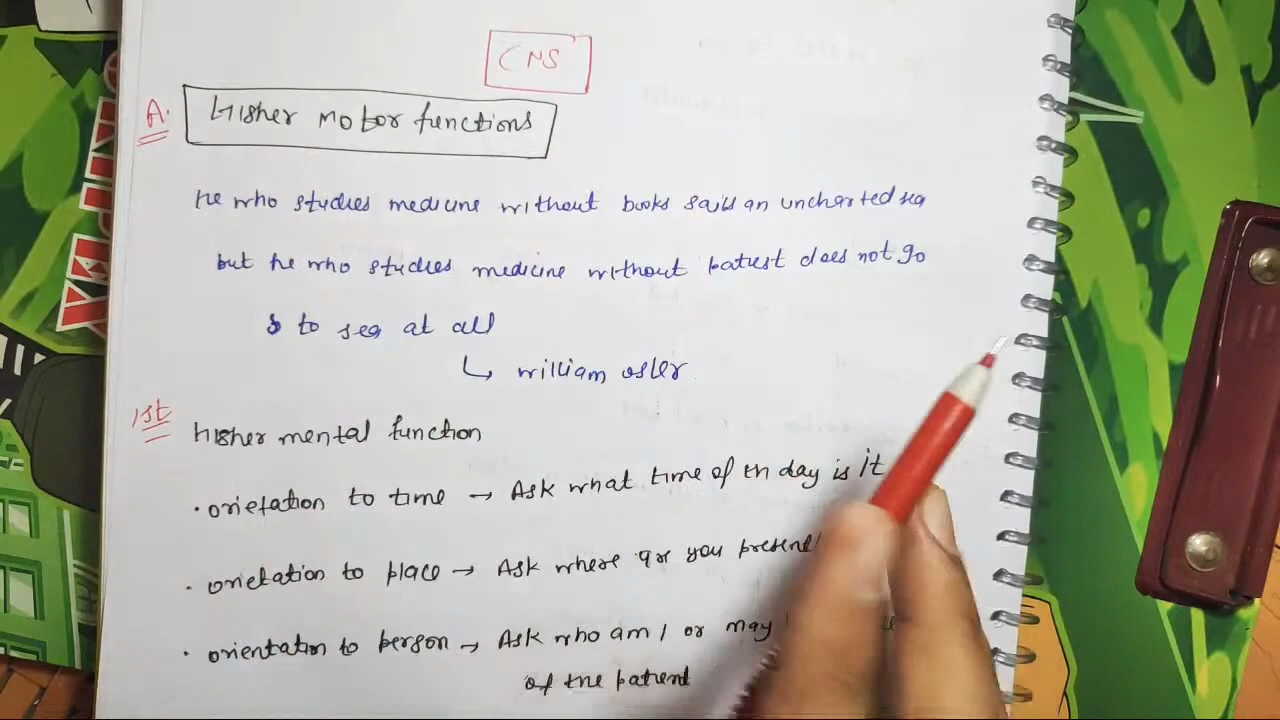 CNS
A. Higher Motor functions
he who studies medicine without books sails an uncharted sea
but he who studies medicine without patient does not go
to sea at all
↳ william osler
1st Higher mental function
• orietation to time → Ask what time of th day is it
• orietation to place → Ask where are you present
• orientation to person → Ask who am I or may
of the patient